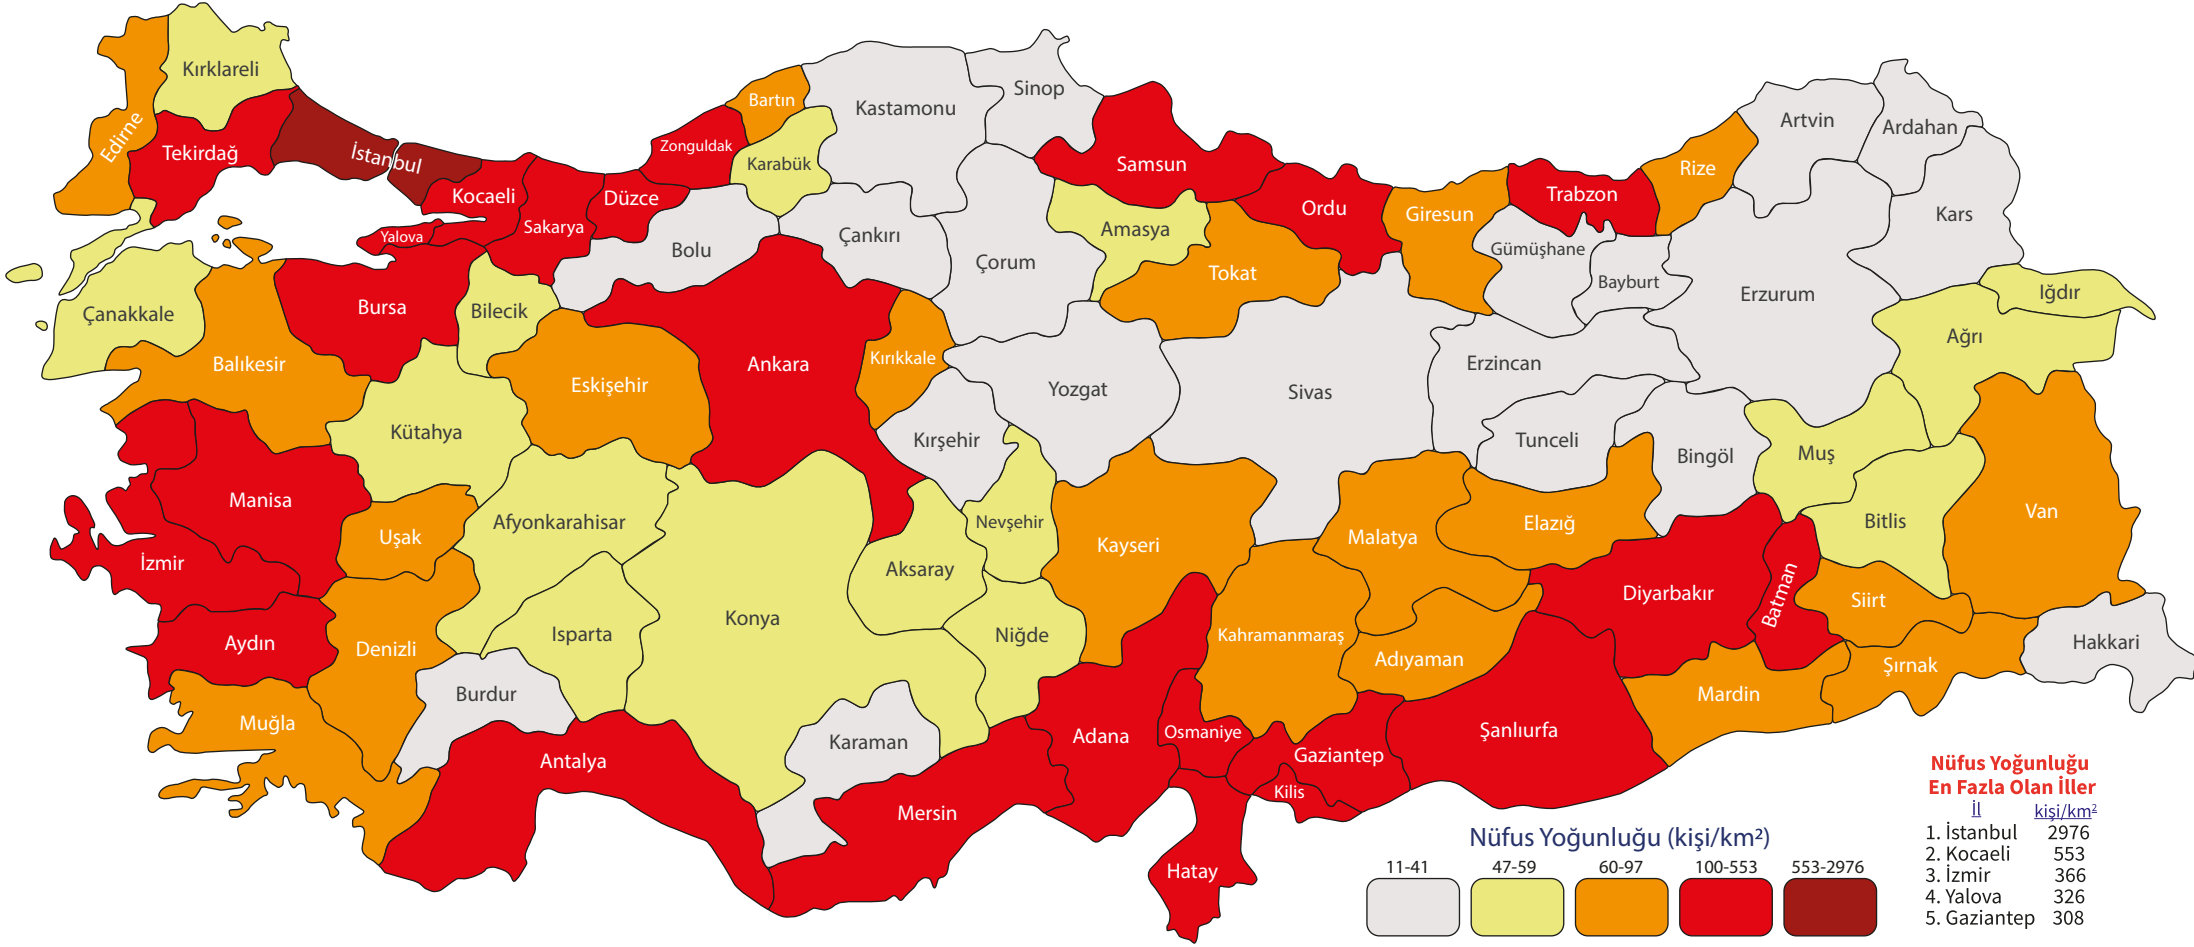 Kırklareli
Edirne
Tekirdağ
İstanbul
Kocaeli
Yalova
Sakarya
Düzce
Zonguldak
Bartın
Karabük
Kastamonu
Sinop
Samsun
Ordu
Giresun
Trabzon
Rize
Artvin
Ardahan
Kars
Iğdır
Ağrı
Erzurum
Bayburt
Gümüşhane
Tokat
Amasya
Çorum
Çankırı
Bolu
Bilecik
Bursa
Çanakkale
Balıkesir
Kütahya
Eskişehir
Ankara
Kırıkkale
Yozgat
Sivas
Erzincan
Tunceli
Bingöl
Muş
Bitlis
Van
Hakkari
Şırnak
Siirt
Batman
Diyarbakır
Elazığ
Malatya
Kayseri
Nevşehir
Kırşehir
Aksaray
Niğde
Konya
Afyonkarahisar
Uşak
Manisa
İzmir
Aydın
Denizli
Isparta
Burdur
Muğla
Antalya
Karaman
Mersin
Adana
Osmaniye
Kahramanmaraş
Adıyaman
Gaziantep
Kilis
Hatay
Şanlıurfa
Mardin
Nüfus Yoğunluğu (kişi/km²)
11-41 47-59 60-97 100-553 553-2976
Nüfus Yoğunluğu
En Fazla Olan İller
İl kişi/km²
1. İstanbul 2976
2. Kocaeli 553
3. İzmir 366
4. Yalova 326
5. Gaziantep 308